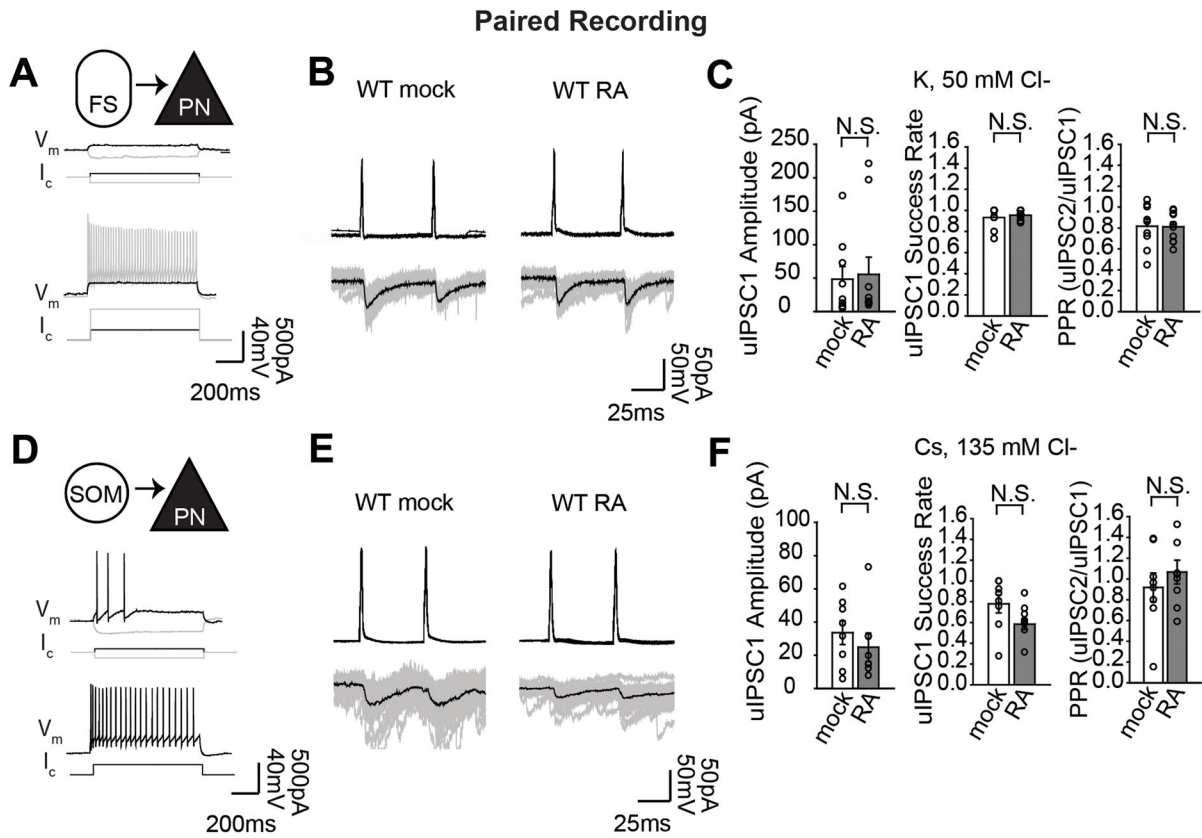 Paired Recording
A
FS
PN
Vm
Ic
Vm
Ic
500pA
40mV
200ms
B
WT mock
WT RA
50pA
50mV
25ms
C
K, 50 mM Cl-
uIPSC1 Amplitude (pA)
250
200
150
100
50
0
N.S.
mock
RA
uIPSC1 Success Rate
1.6
1.4
1.2
1.0
0.8
0.6
0.4
0.2
0.0
N.S.
mock
RA
PPR (uIPSC2/uIPSC1)
1.6
1.4
1.2
1.0
0.8
0.6
0.4
0.2
0.0
N.S.
mock
RA
D
SOM
PN
Vm
Ic
Vm
Ic
500pA
40mV
200ms
E
WT mock
WT RA
50pA
50mV
25ms
F
Cs, 135 mM Cl-
uIPSC1 Amplitude (pA)
100
80
60
40
20
0
N.S.
mock
RA
uIPSC1 Success Rate
1.6
1.4
1.2
1.0
0.8
0.6
0.4
0.2
0.0
N.S.
mock
RA
PPR (uIPSC2/uIPSC1)
1.6
1.4
1.2
1.0
0.8
0.6
0.4
0.2
0.0
N.S.
mock
RA